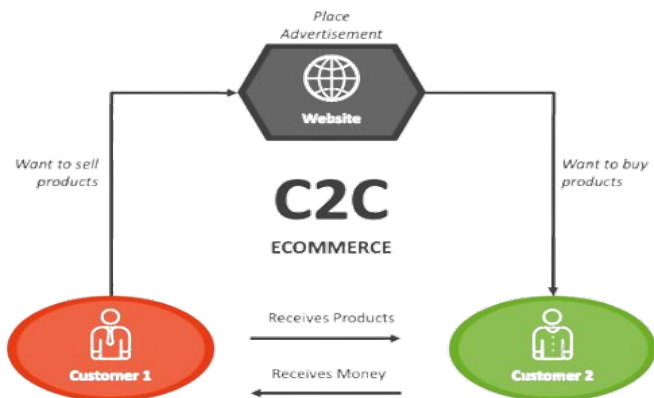 Place
Advertisement
Website
Want to sell
products
Want to buy
products
C2C
ECOMMERCE
Receives Products
Customer 1
Customer 2
Receives Money